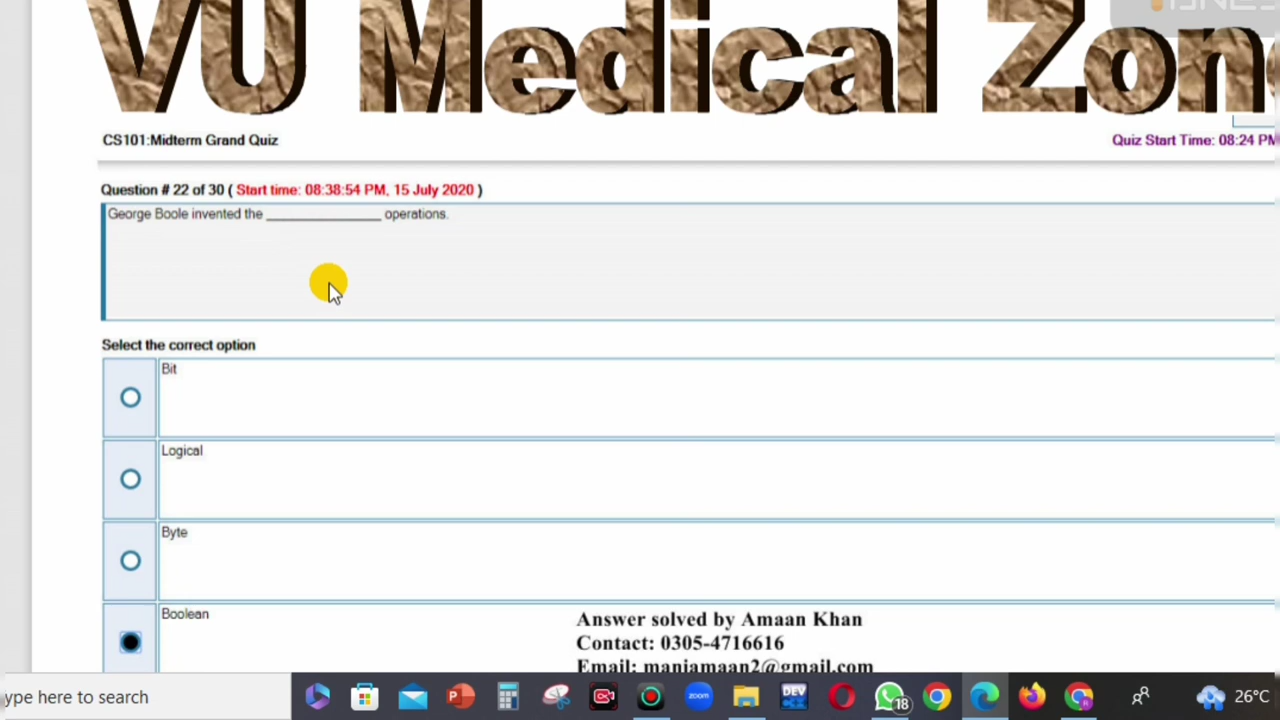 VU Medical Zon
CS101:Midterm Grand Quiz
Quiz Start Time: 08:24 PM
Question # 22 of 30 ( Start time: 08:38:54 PM, 15 July 2020 )
George Boole invented the _______________ operations.
Select the correct option
Bit
Logical
Byte
Boolean
Answer solved by Amaan Khan
Contact: 0305-4716616
Email: maniamaan2@gmail.com
ype here to search
zoom
DEV
18
26°C